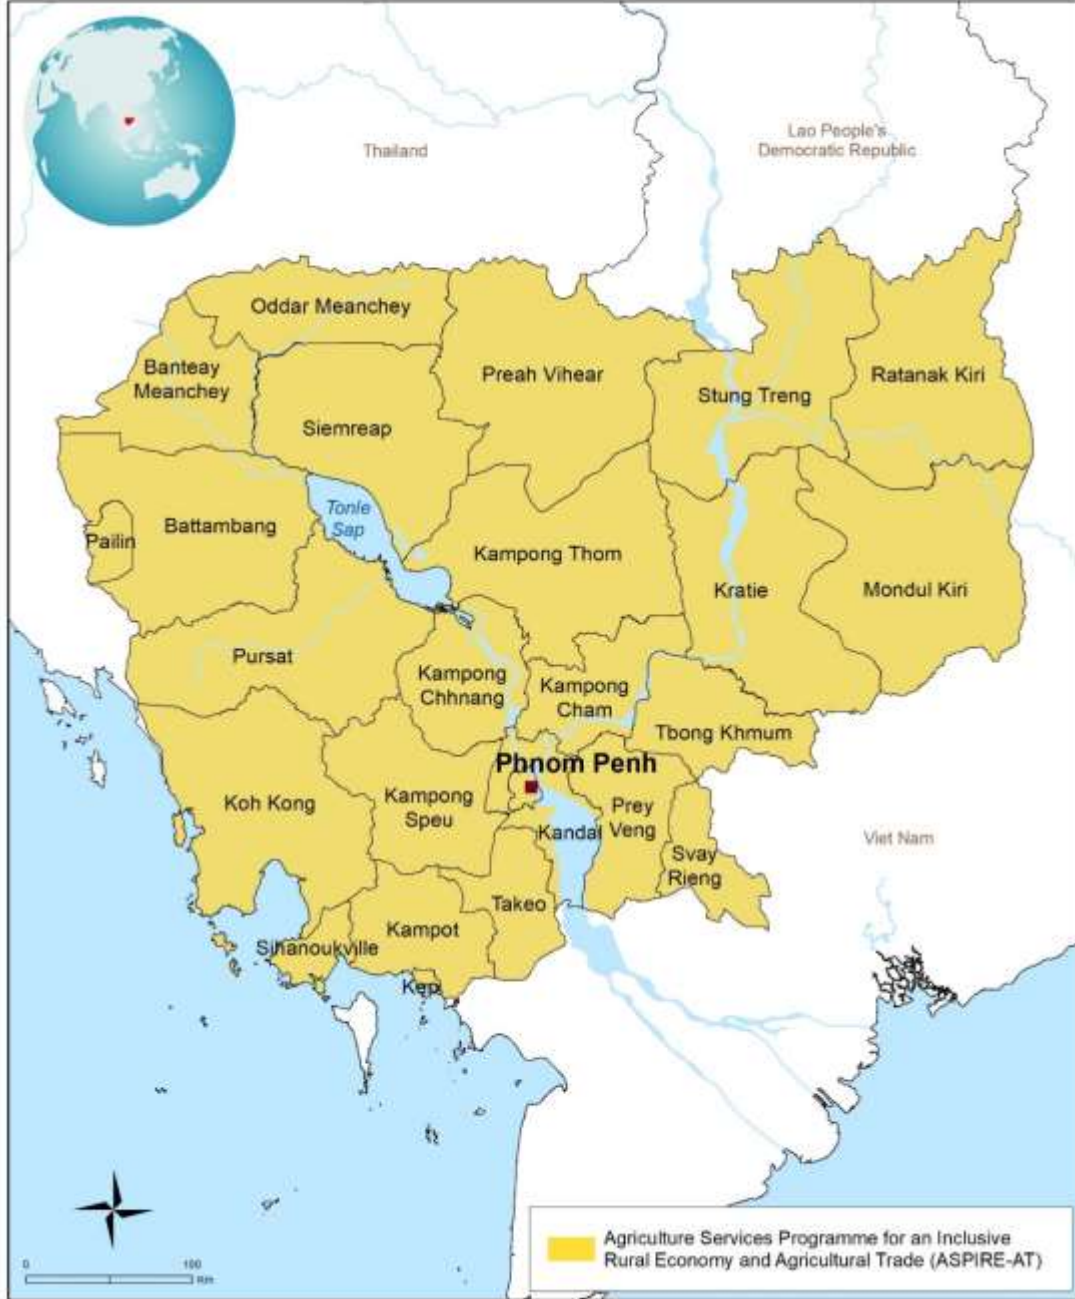 Thailand
Lao People's
Democratic Republic
Oddar Meanchey
Banteay
Meanchey
Preah Vihear
Ratanak Kiri
Stung Treng
Siemreap
Tonle
Sap
Battambang
Pailin
Kampong Thom
Kratie
Mondul Kiri
Pursat
Kampong
Chhnang
Kampong
Cham
Tbong Khmum
Phnom Penh
Koh Kong
Kampong
Speu
Prey
Veng
Kandal
Viet Nam
Svay
Rieng
Takeo
Kampot
Sihanoukville
Kep
0 100
Km
Agriculture Services Programme for an Inclusive
Rural Economy and Agricultural Trade (ASPIRE-AT)